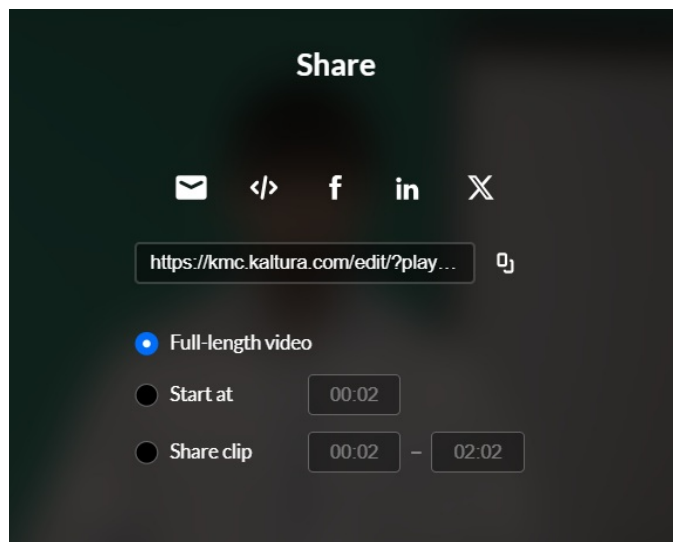 Share
</> f in X
https://kmc.kaltura.com/edit/?play...
Full-length video
Start at 00:02
Share clip 00:02 – 02:02